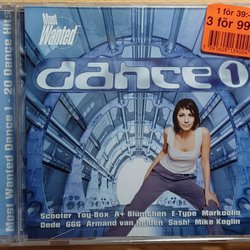 Most
Wanted
dance 1
1 för 39:-
3 för 99
Most Wanted Dance 1 - 20 Dance Hits
Scooter Toy-Box A+ Blümchen E-Type Markoolio
Dede 666 Armand van Helden Sash! Mike Koglin